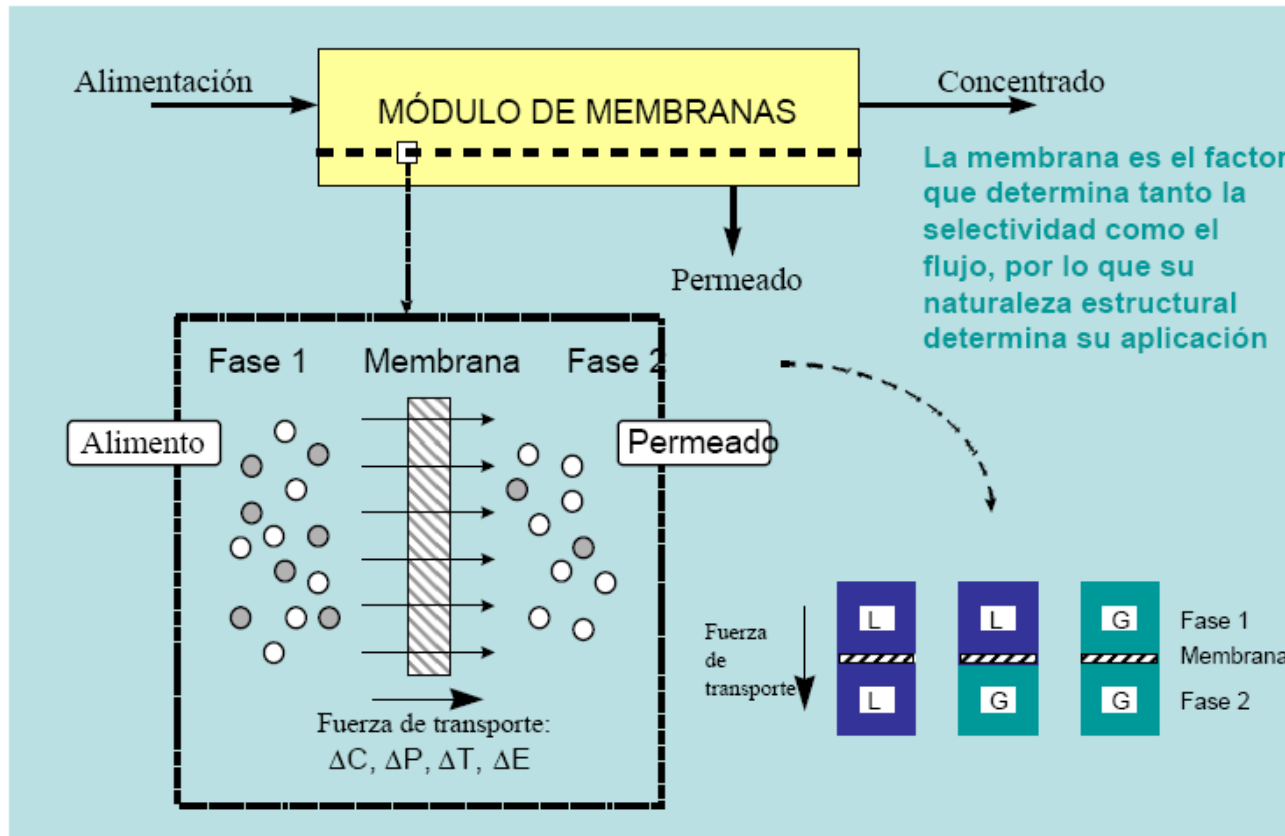 Alimentación
MÓDULO DE MEMBRANAS
Concentrado
La membrana es el factor
que determina tanto la
selectividad como el
flujo, por lo que su
naturaleza estructural
determina su aplicación
Permeado
Fase 1 Membrana Fase 2
Alimento
Permeado
Fuerza de transporte:
ΔC, ΔP, ΔT, ΔE
Fuerza
de
transporte
L L G Fase 1
Membrana
L G G Fase 2